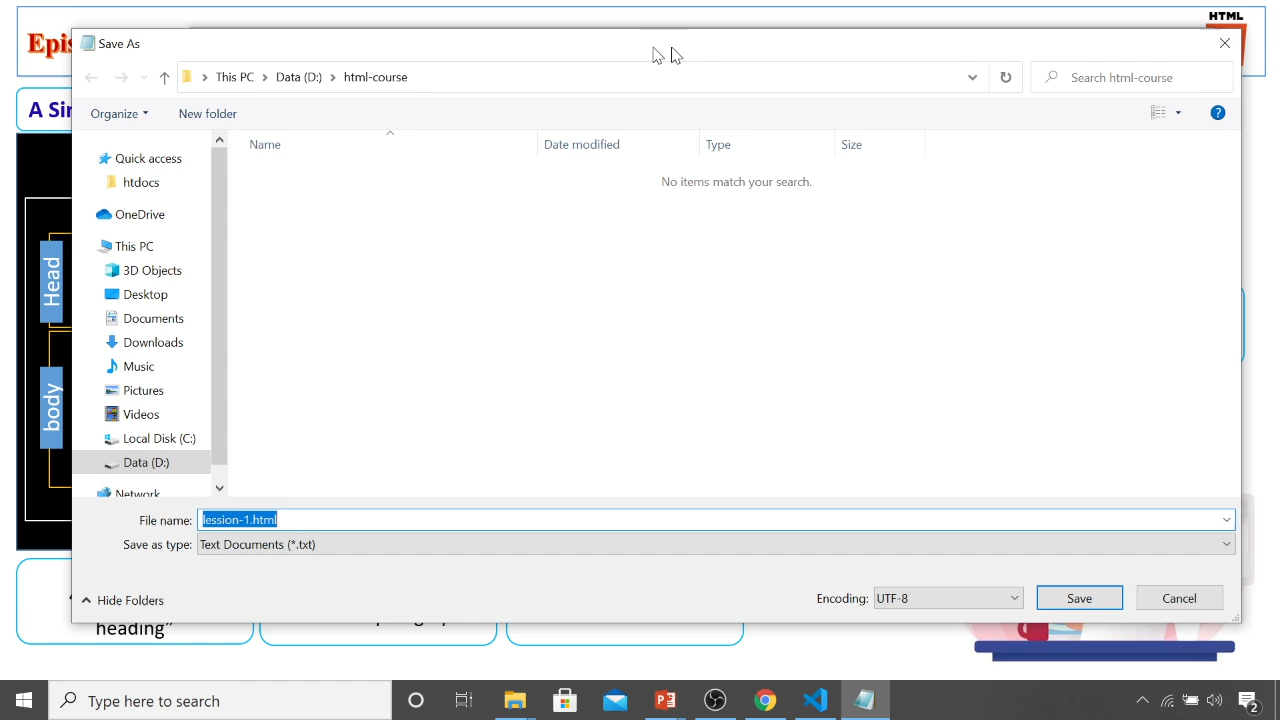 HTML
Epis
Save As
This PC
Data (D:)
html-course
Search html-course
Organize
New folder
A Sir
Name
Date modified
Type
Size
No items match your search.
Quick access
htdocs
OneDrive
This PC
3D Objects
Desktop
Documents
Downloads
Music
Pictures
Videos
Local Disk (C:)
Data (D:)
Network
Head
body
File name:
lession-1.html
Save as type:
Text Documents (*.txt)
Hide Folders
Encoding:
UTF-8
Save
Cancel
heading”
Type here to search
2